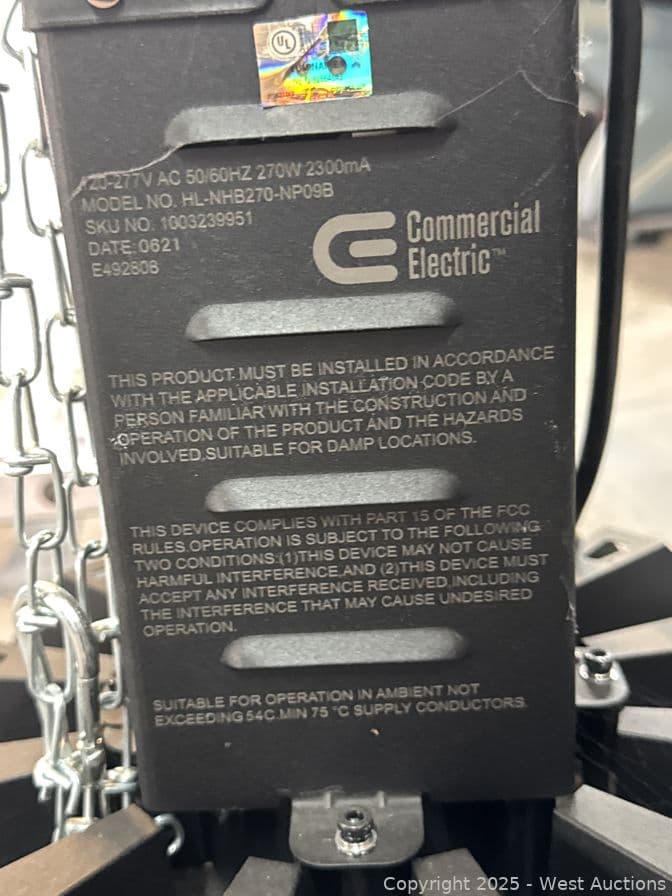 UL
120-277V AC 50/60HZ 270W 2300mA
MODEL NO. HL-NHB270-NP09B
SKU NO. 1003239951
DATE: 0621
E492806
Commercial
Electric™
THIS PRODUCT MUST BE INSTALLED IN ACCORDANCE
WITH THE APPLICABLE INSTALLATION CODE BY A
PERSON FAMILIAR WITH THE CONSTRUCTION AND
OPERATION OF THE PRODUCT AND THE HAZARDS
INVOLVED.SUITABLE FOR DAMP LOCATIONS.
THIS DEVICE COMPLIES WITH PART 15 OF THE FCC
RULES.OPERATION IS SUBJECT TO THE FOLLOWING
TWO CONDITIONS:(1)THIS DEVICE MAY NOT CAUSE
HARMFUL INTERFERENCE,AND (2)THIS DEVICE MUST
ACCEPT ANY INTERFERENCE RECEIVED,INCLUDING
THE INTERFERENCE THAT MAY CAUSE UNDESIRED
OPERATION.
SUITABLE FOR OPERATION IN AMBIENT NOT
EXCEEDING 54C.MIN 75 °C SUPPLY CONDUCTORS.
Copyright 2025 - West Auctions